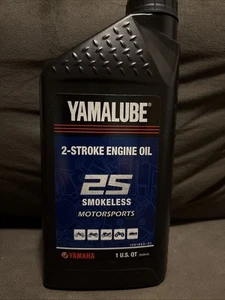 YAMALUBE®
2-STROKE ENGINE OIL
2S
SMOKELESS
MOTORSPORTS
YAMAHA
1 U.S. QT